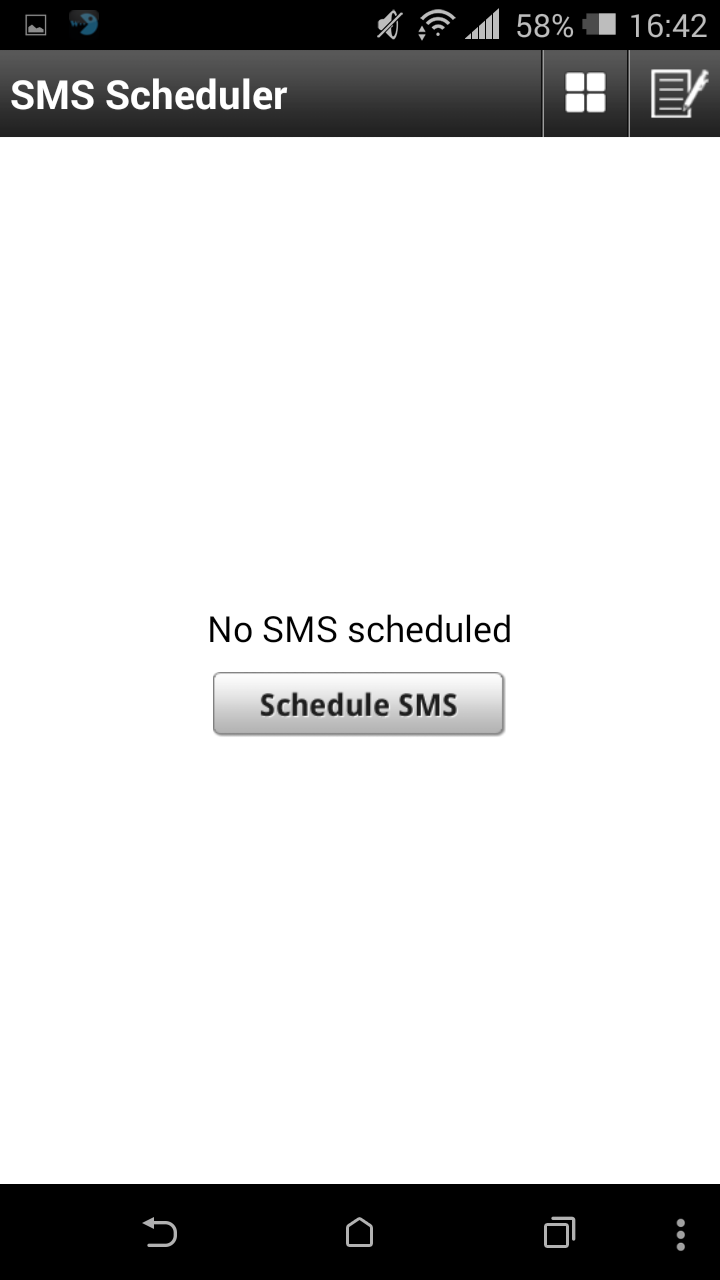 58% 16:42
SMS Scheduler
No SMS scheduled
Schedule SMS